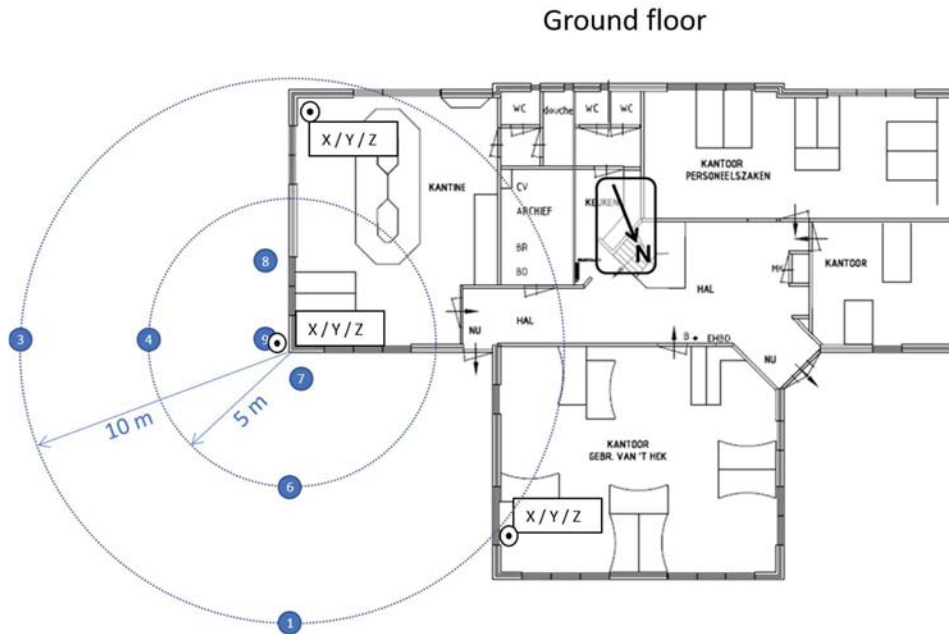 Ground floor
WC
douche
WC
WC
X / Y / Z
KANTINE
CV
ARCHIEF
BR
BD
KEUKEN
N
KANTOOR
PERSONEELSZAKEN
MK
KANTOOR
HAL
8
X / Y / Z
3
4
9
7
NU
HAL
B
EHBO
NU
10 m
5 m
6
KANTOOR
GEBR. VAN 'T HEK
X / Y / Z
1